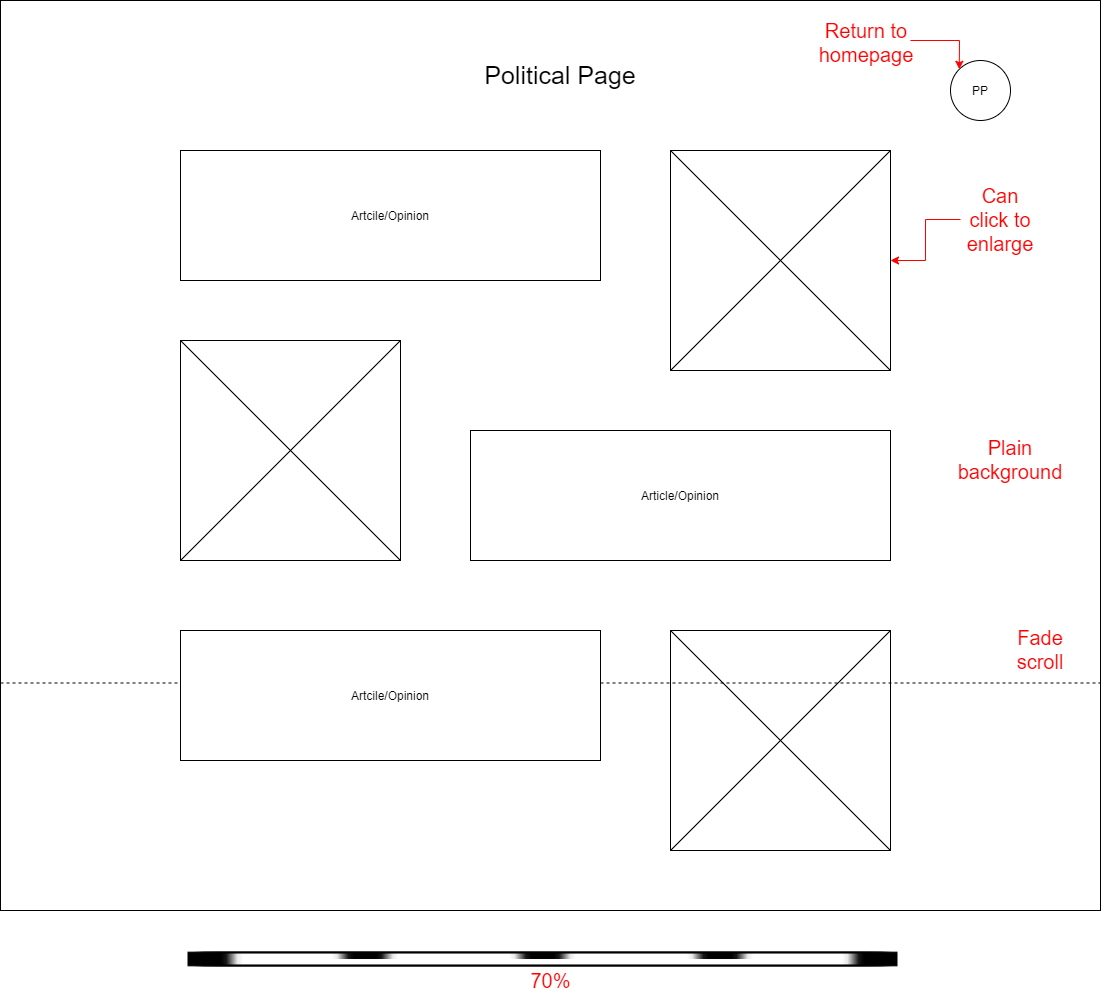 Return to
homepage
Political Page
PP
Artcile/Opinion
Can
click to
enlarge
Plain
background
Article/Opinion
Fade
scroll
Artcile/Opinion
70%